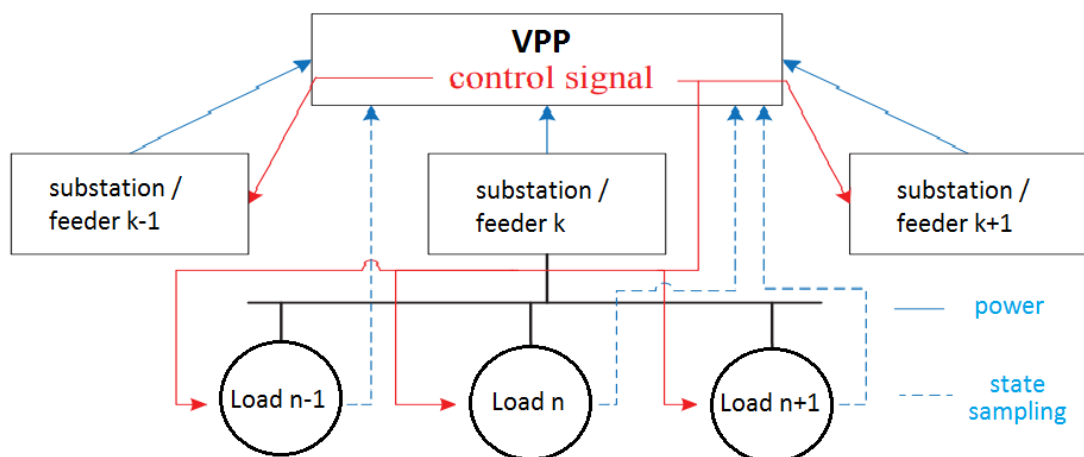 VPP
control signal
substation /
feeder k-1
substation /
feeder k
substation /
feeder k+1
Load n-1
Load n
Load n+1
power
state
sampling